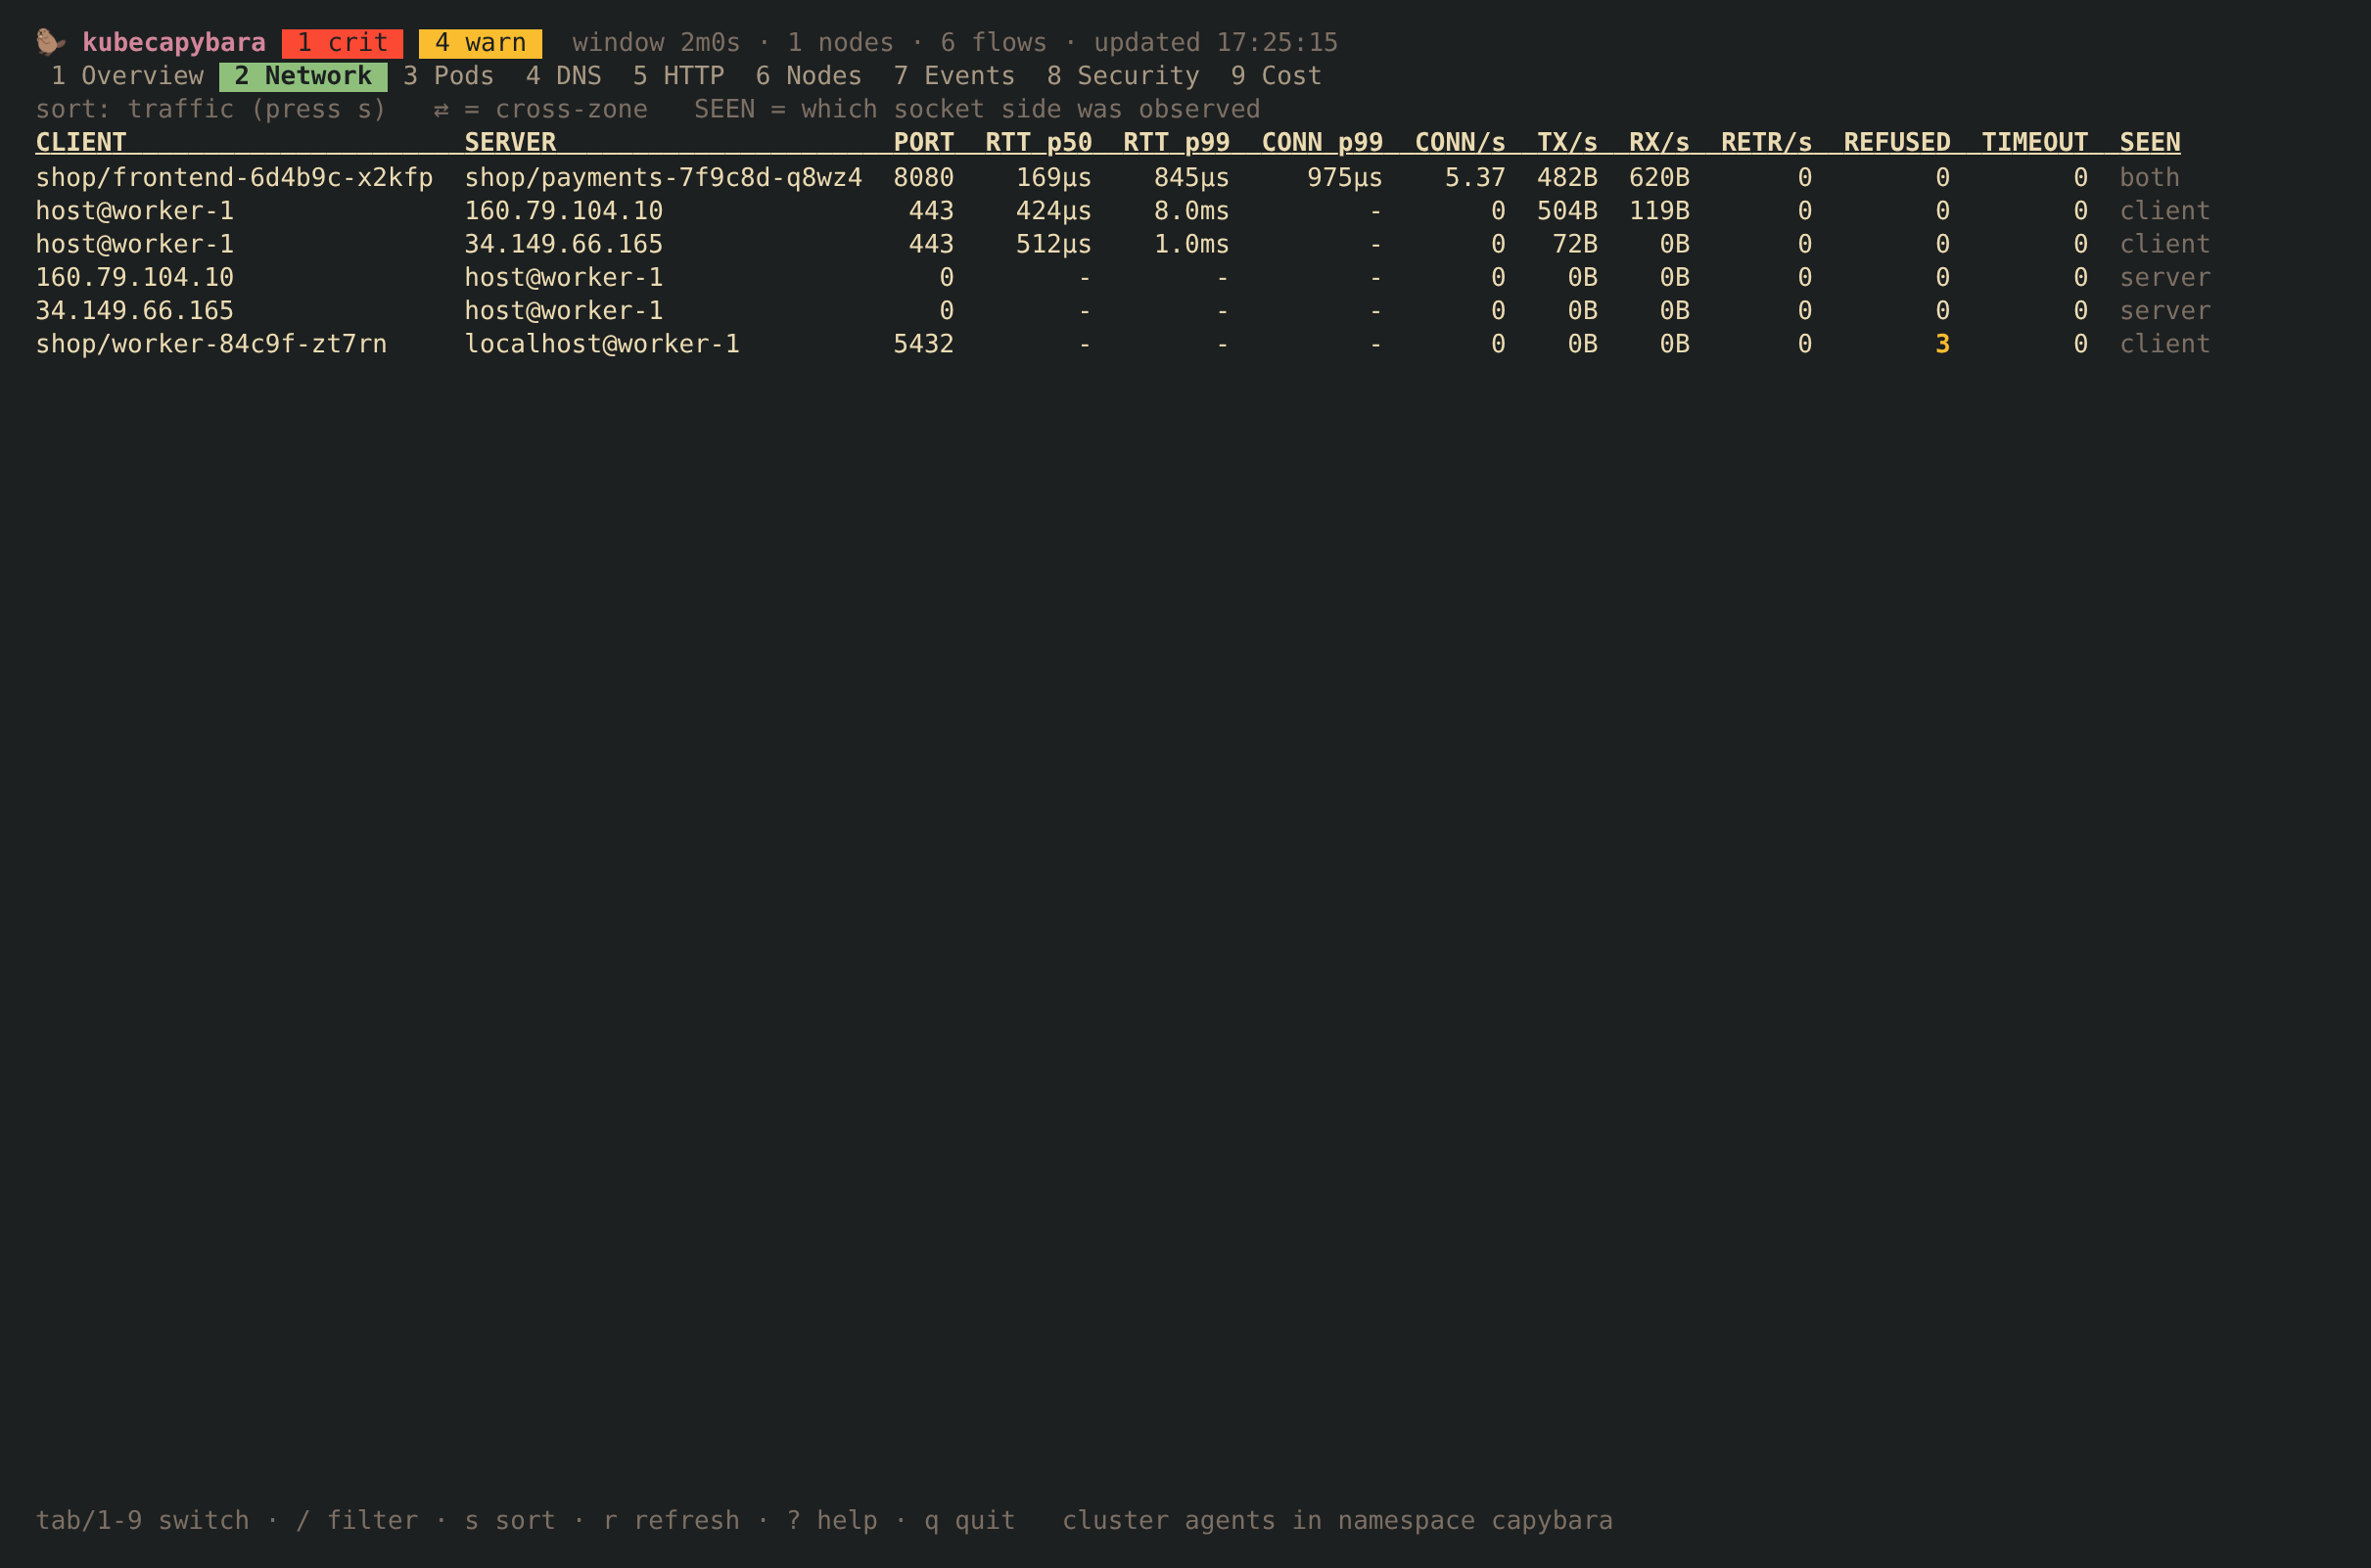 kubecapybara 1 crit 4 warn window 2m0s · 1 nodes · 6 flows · updated 17:25:15
1 Overview 2 Network 3 Pods 4 DNS 5 HTTP 6 Nodes 7 Events 8 Security 9 Cost
sort: traffic (press s) ⇄ = cross-zone SEEN = which socket side was observed
CLIENT SERVER PORT RTT p50 RTT p99 CONN p99 CONN/s TX/s RX/s RETR/s REFUSED TIMEOUT SEEN
shop/frontend-6d4b9c-x2kfp shop/payments-7f9c8d-q8wz4 8080 169µs 845µs 975µs 5.37 482B 620B 0 0 0 both
host@worker-1 160.79.104.10 443 424µs 8.0ms - 0 504B 119B 0 0 0 client
host@worker-1 34.149.66.165 443 512µs 1.0ms - 0 72B 0B 0 0 0 client
160.79.104.10 host@worker-1 0 - - - 0 0B 0B 0 0 0 server
34.149.66.165 host@worker-1 0 - - - 0 0B 0B 0 0 0 server
shop/worker-84c9f-zt7rn localhost@worker-1 5432 - - - 0 0B 0B 0 3 0 client
tab/1-9 switch · / filter · s sort · r refresh · ? help · q quit cluster agents in namespace capybara